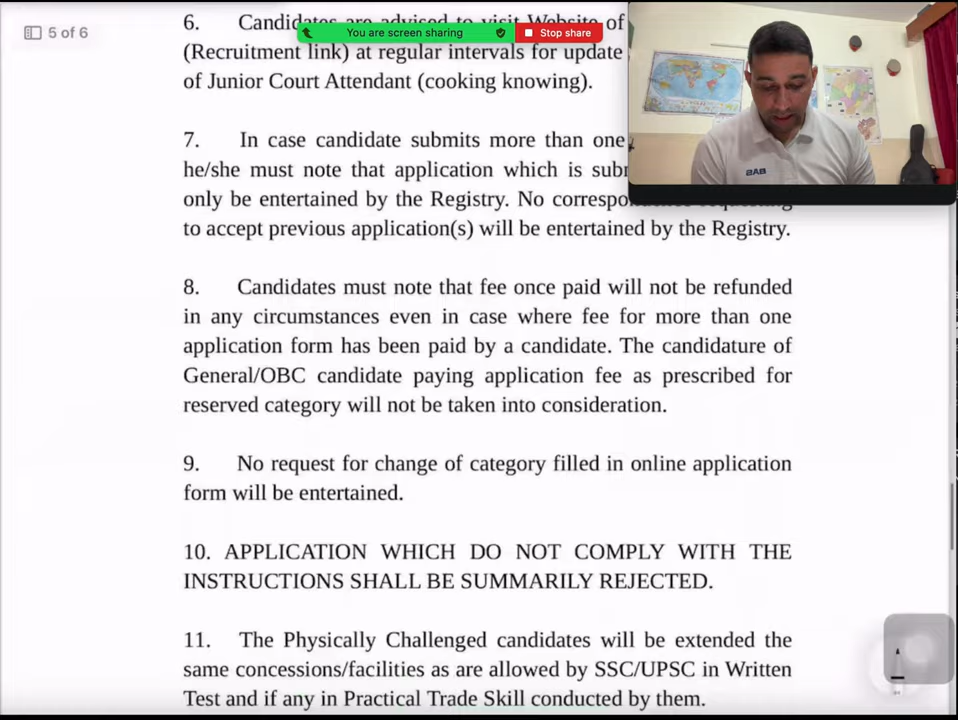 5 of 6
You are screen sharing
Stop share
6. Candidates are advised to visit Website of
(Recruitment link) at regular intervals for update
of Junior Court Attendant (cooking knowing).
7. In case candidate submits more than one
he/she must note that application which is
only be entertained by the Registry. No
to accept previous application(s) will be entertained by the Registry.
8. Candidates must note that fee once paid will not be refunded
in any circumstances even in case where fee for more than one
application form has been paid by a candidate. The candidature of
General/OBC candidate paying application fee as prescribed for
reserved category will not be taken into consideration.
9. No request for change of category filled in online application
form will be entertained.
10. APPLICATION WHICH DO NOT COMPLY WITH THE
INSTRUCTIONS SHALL BE SUMMARILY REJECTED.
11. The Physically Challenged candidates will be extended the
same concessions/facilities as are allowed by SSC/UPSC in Written
Test and if any in Practical Trade Skill conducted by them.